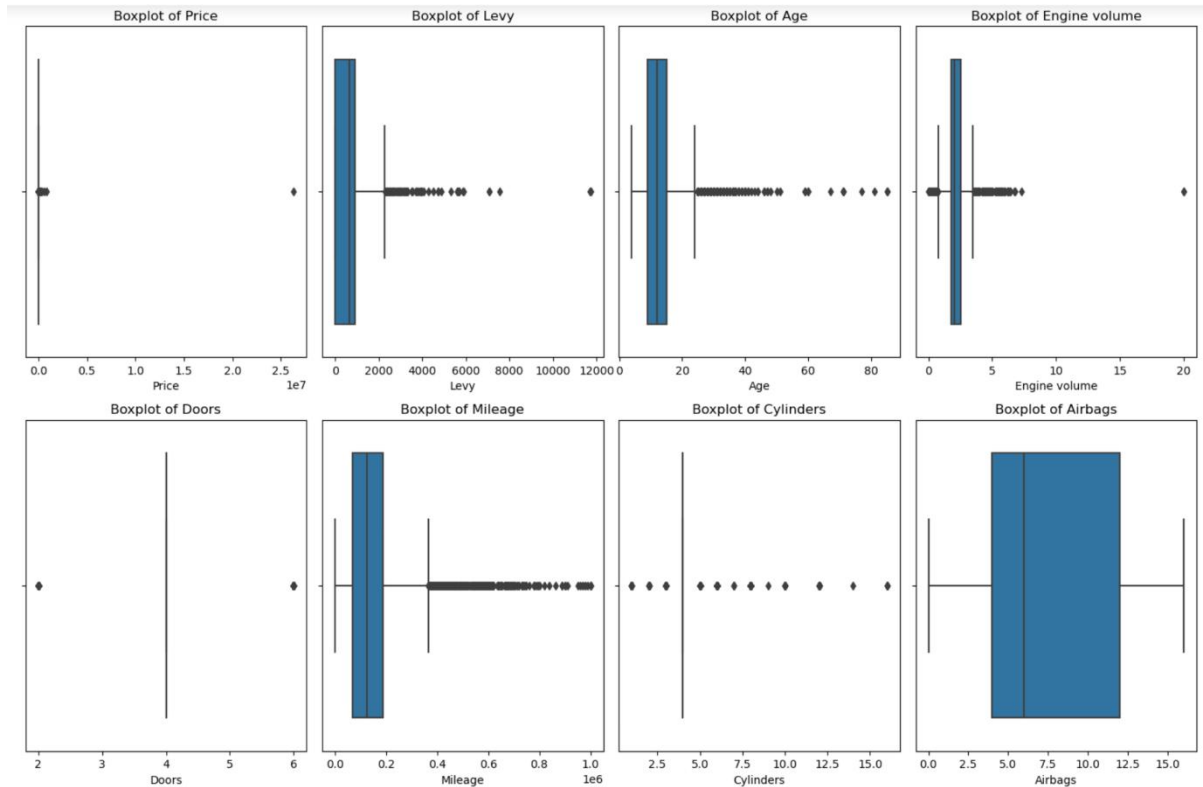 Boxplot of Price
Boxplot of Levy
Boxplot of Age
Boxplot of Engine volume
0.0 0.5 1.0 1.5 2.0 2.5
1e7
Price
0 2000 4000 6000 8000 10000 12000
Levy
0 20 40 60 80
Age
0 5 10 15 20
Engine volume
Boxplot of Doors
Boxplot of Mileage
Boxplot of Cylinders
Boxplot of Airbags
2 3 4 5 6
Doors
0.0 0.2 0.4 0.6 0.8 1.0
1e6
Mileage
2.5 5.0 7.5 10.0 12.5 15.0
Cylinders
0.0 2.5 5.0 7.5 10.0 12.5 15.0
Airbags